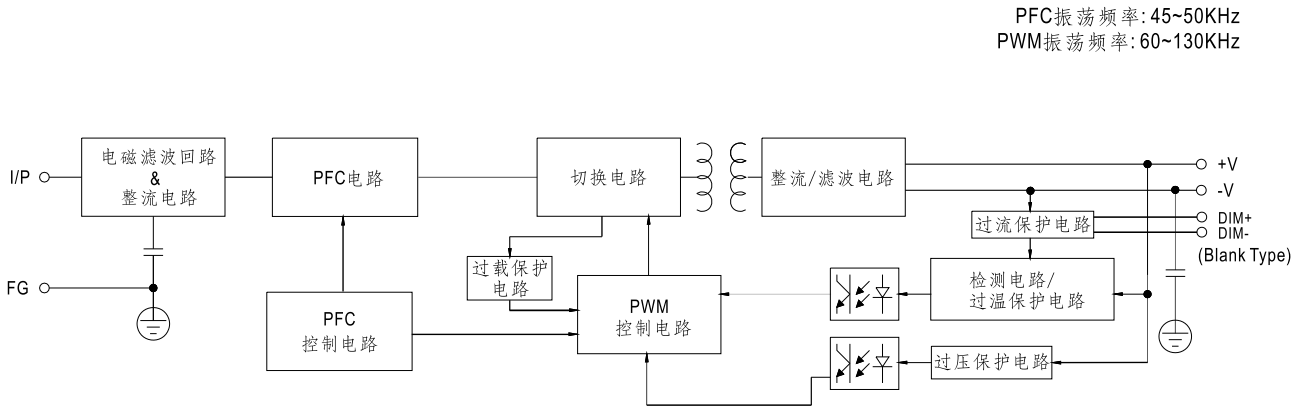 PFC振荡频率: 45~50KHz
PWM振荡频率: 60~130KHz
I/P
电磁滤波回路
&
整流电路
PFC电路
切换电路
整流/滤波电路
+V
-V
过流保护电路
DIM+
DIM-
(Blank Type)
过载保护
电路
检测电路/
过温保护电路
FG
PFC
控制电路
PWM
控制电路
过压保护电路